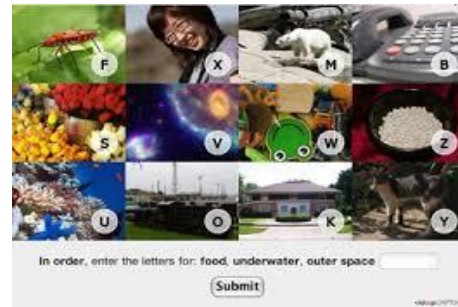 F X M B
S V W Z
U O K Y
In order, enter the letters for: food, underwater, outer space
Submit